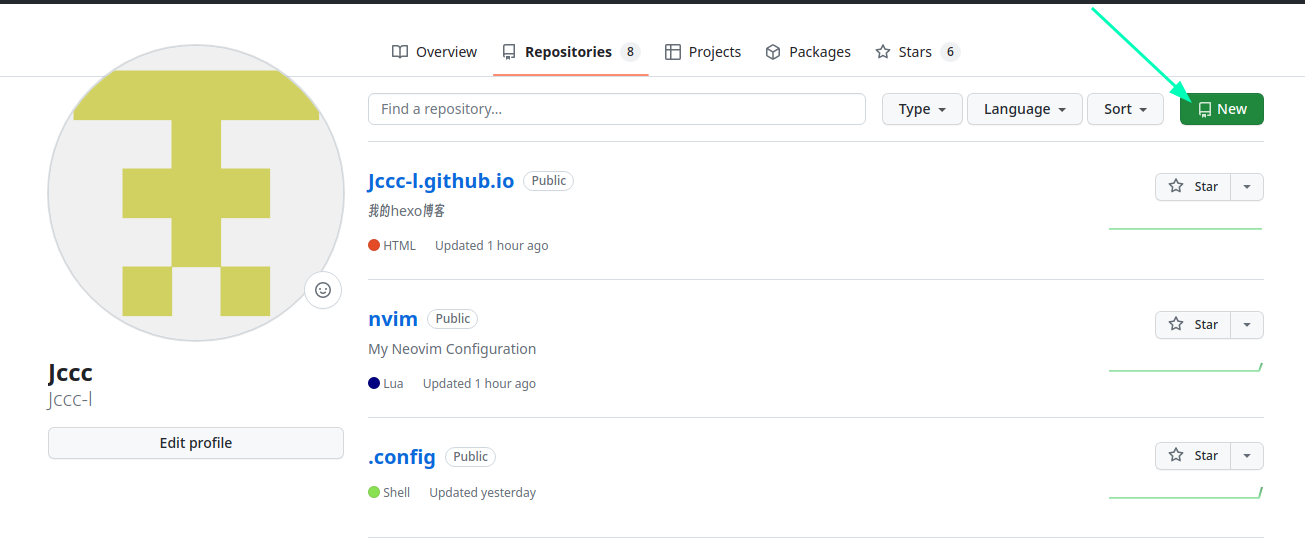 Overview Repositories 8 Projects Packages Stars 6
Find a repository... Type Language Sort New
Jccc-l.github.io Public Star
我的hexo博客
HTML Updated 1 hour ago
nvim Public Star
My Neovim Configuration
Lua Updated 1 hour ago
Jccc
Jccc-l
Edit profile
.config Public Star
Shell Updated yesterday